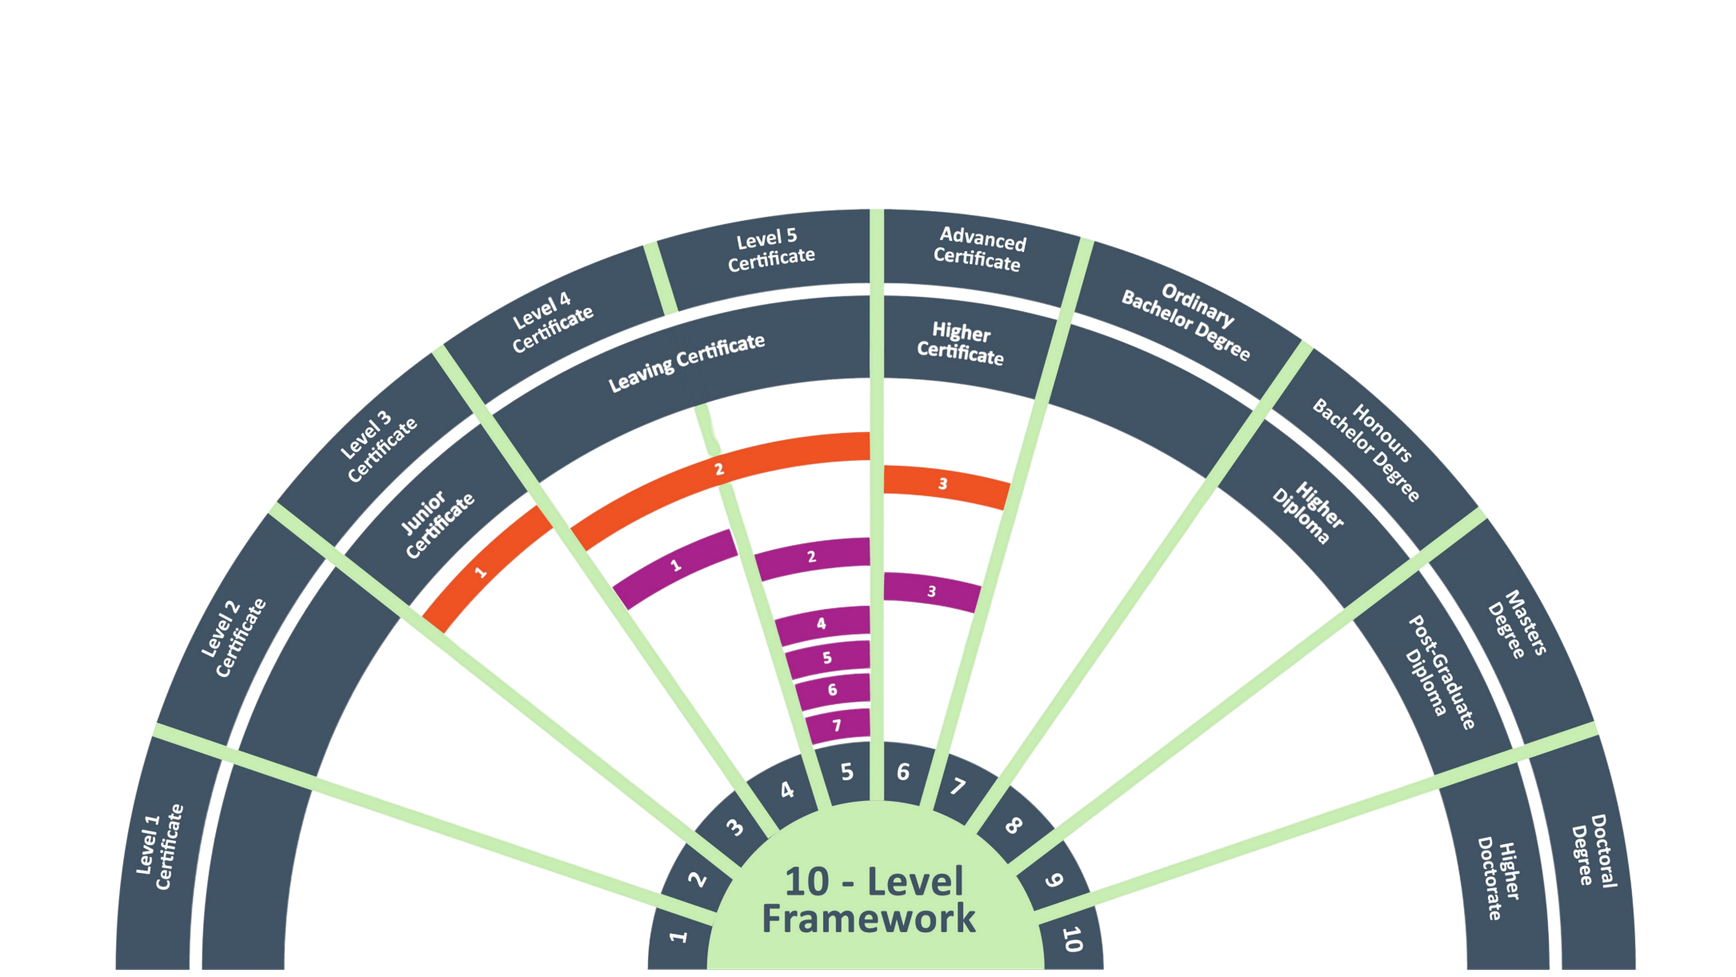 Level 1
Certificate
Level 2
Certificate
Level 3
Certificate
Level 4
Certificate
Level 5
Certificate
Advanced
Certificate
Ordinary
Bachelor Degree
Honours
Bachelor Degree
Masters
Degree
Doctoral
Degree
Junior
Certificate
Leaving Certificate
Higher
Certificate
Higher
Diploma
Post-Graduate
Diploma
Higher
Doctorate
1
2
3
1
2
3
4
5
6
7
1
2
3
4
5
6
7
8
9
10
10 - Level
Framework